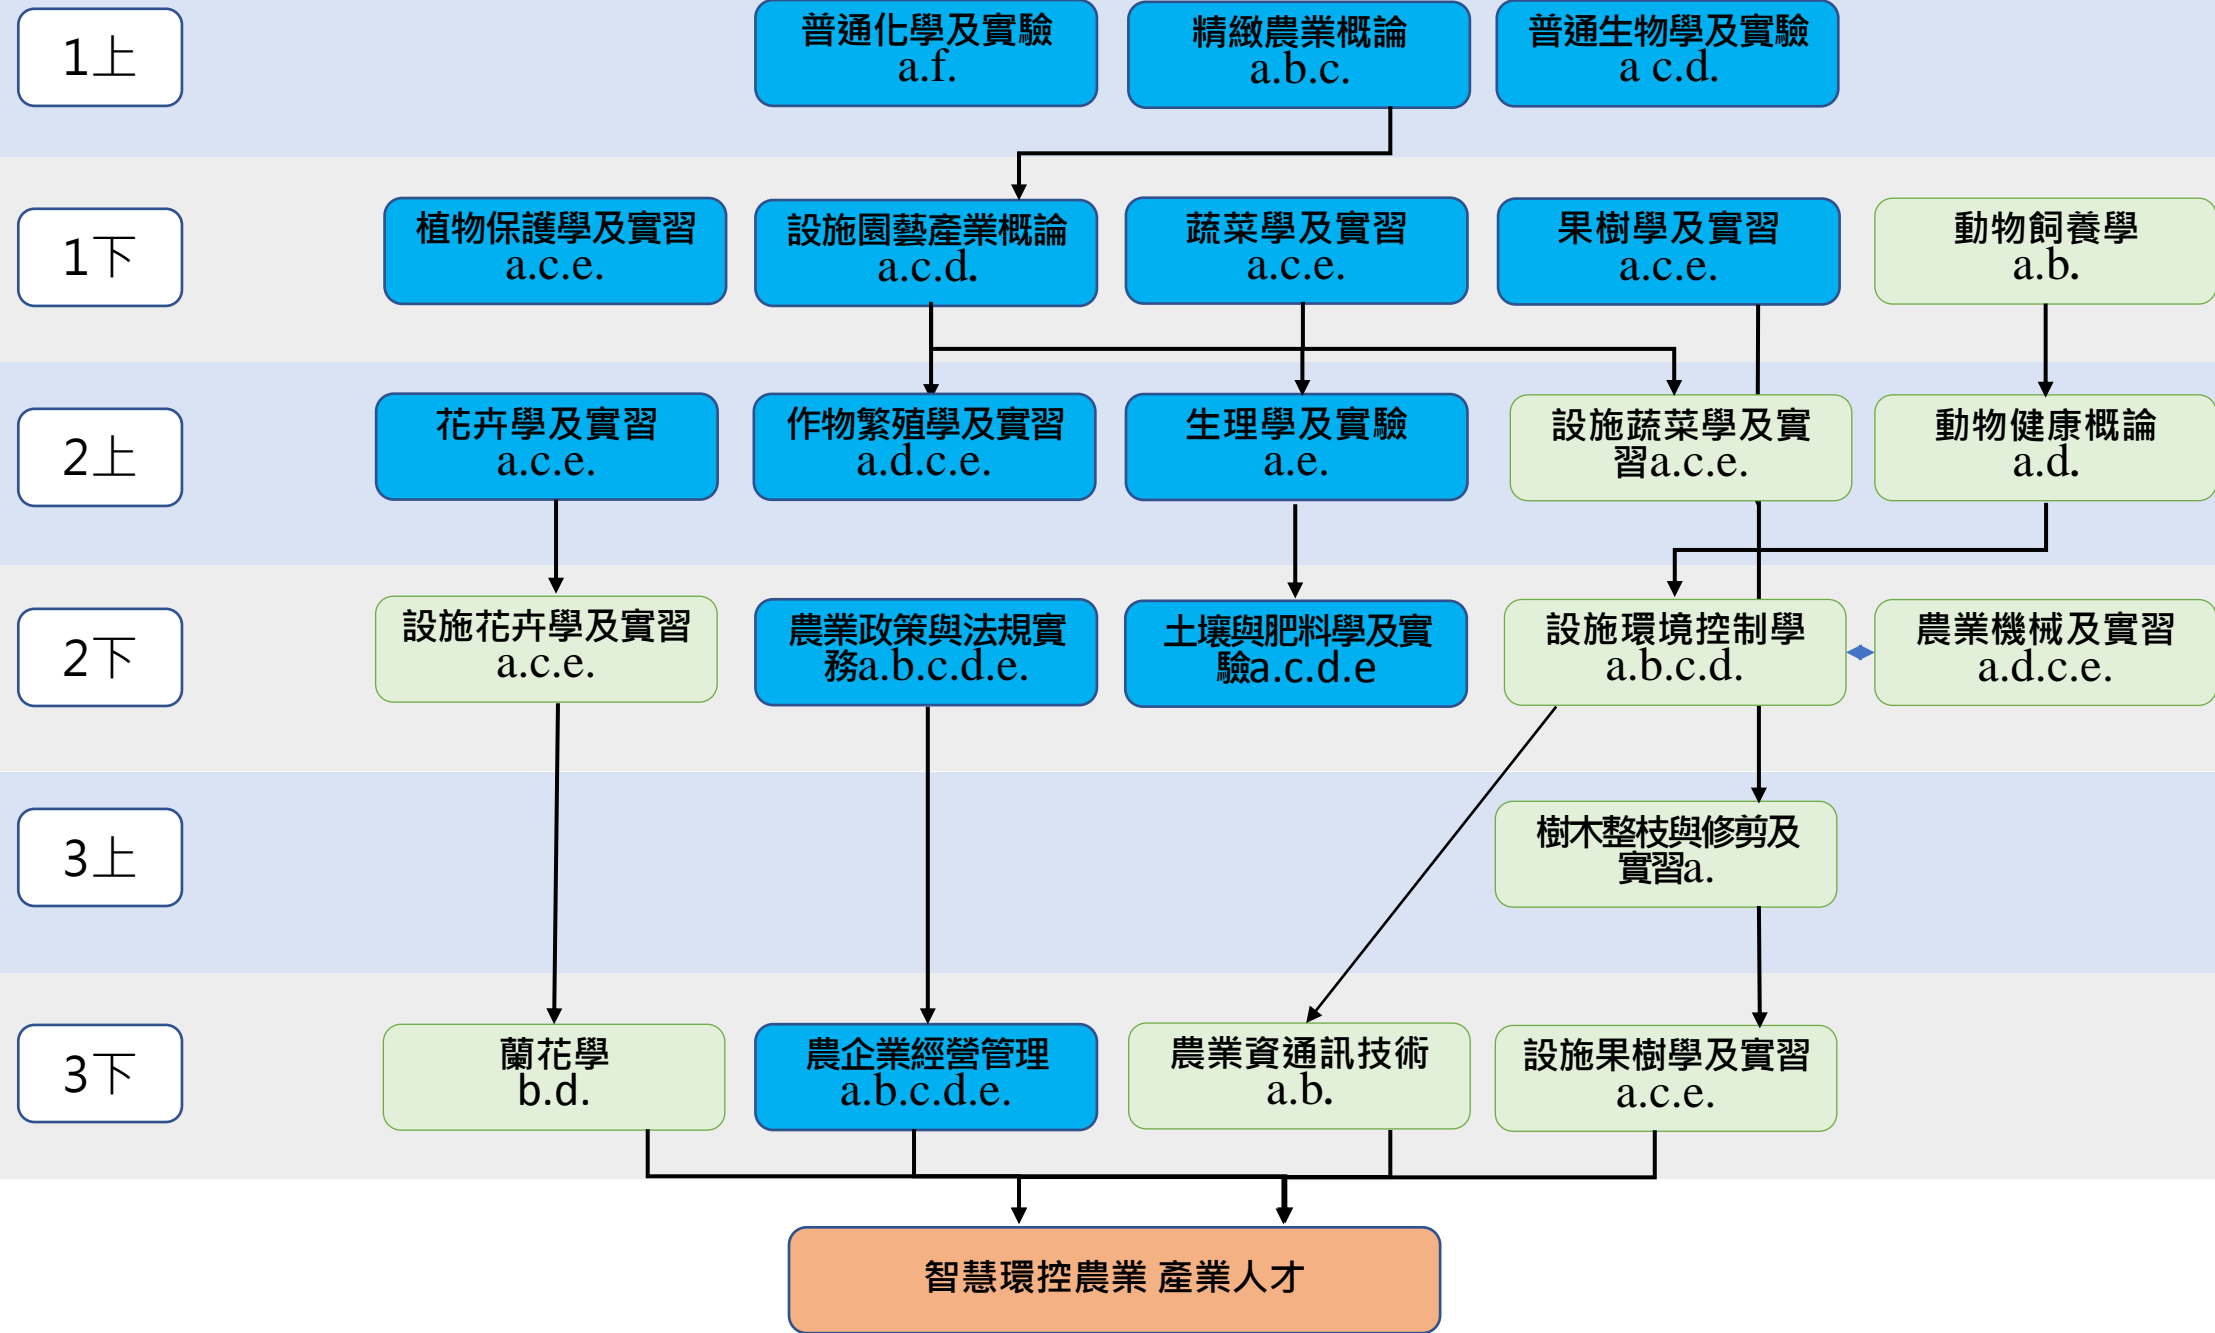 1上
普通化學及實驗
a.f.
精緻農業概論
a.b.c.
普通生物學及實驗
a c.d.
1下
植物保護學及實習
a.c.e.
設施園藝產業概論
a.c.d.
蔬菜學及實習
a.c.e.
果樹學及實習
a.c.e.
動物飼養學
a.b.
2上
花卉學及實習
a.c.e.
作物繁殖學及實習
a.d.c.e.
生理學及實驗
a.e.
設施蔬菜學及實
習a.c.e.
動物健康概論
a.d.
2下
設施花卉學及實習
a.c.e.
農業政策與法規實
務a.b.c.d.e.
土壤與肥料學及實
驗a.c.d.e
設施環境控制學
a.b.c.d.
農業機械及實習
a.d.c.e.
3上
樹木整枝與修剪及
實習a.
3下
蘭花學
b.d.
農企業經營管理
a.b.c.d.e.
農業資通訊技術
a.b.
設施果樹學及實習
a.c.e.
智慧環控農業 產業人才